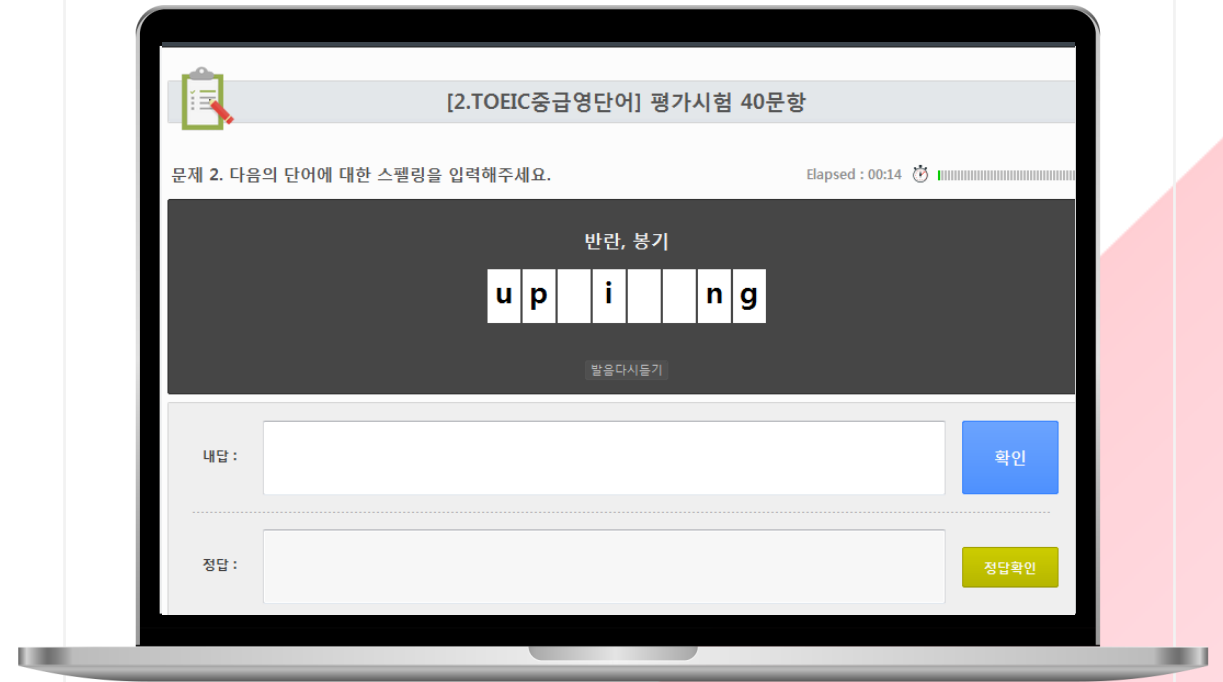 [2.TOEIC중급영단어] 평가시험 40문항
문제 2. 다음의 단어에 대한 스펠링을 입력해주세요.
Elapsed : 00:14
반란, 봉기
up i ng
발음다시듣기
내답 :
확인
정답 :
정답확인